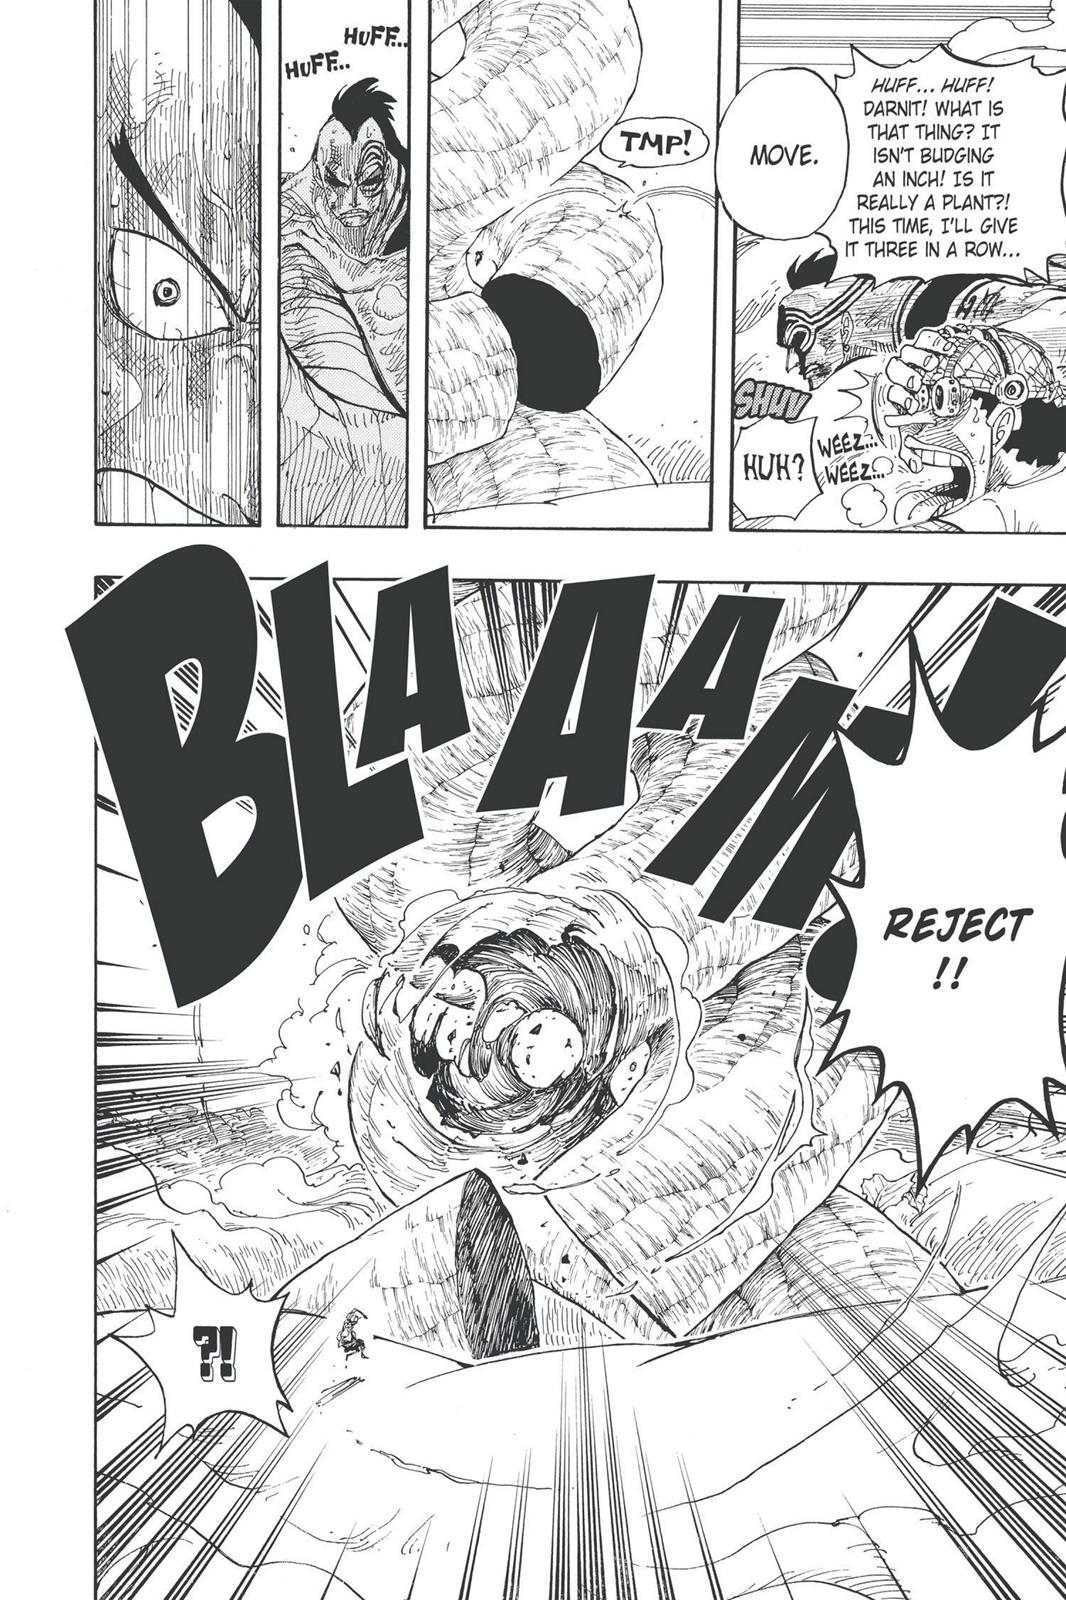 HUFF... HUFF!
DARNIT! WHAT IS
THAT THING? IT
ISN'T BUDGING
AN INCH! IS IT
REALLY A PLANT?!
THIS TIME, I'LL GIVE
IT THREE IN A ROW...
MOVE.
SHUV
HUH?
WEEZ...
WEEZ...
TMP!
HUFF...
HUFF...
REJECT
!!
BLAAAM
?!